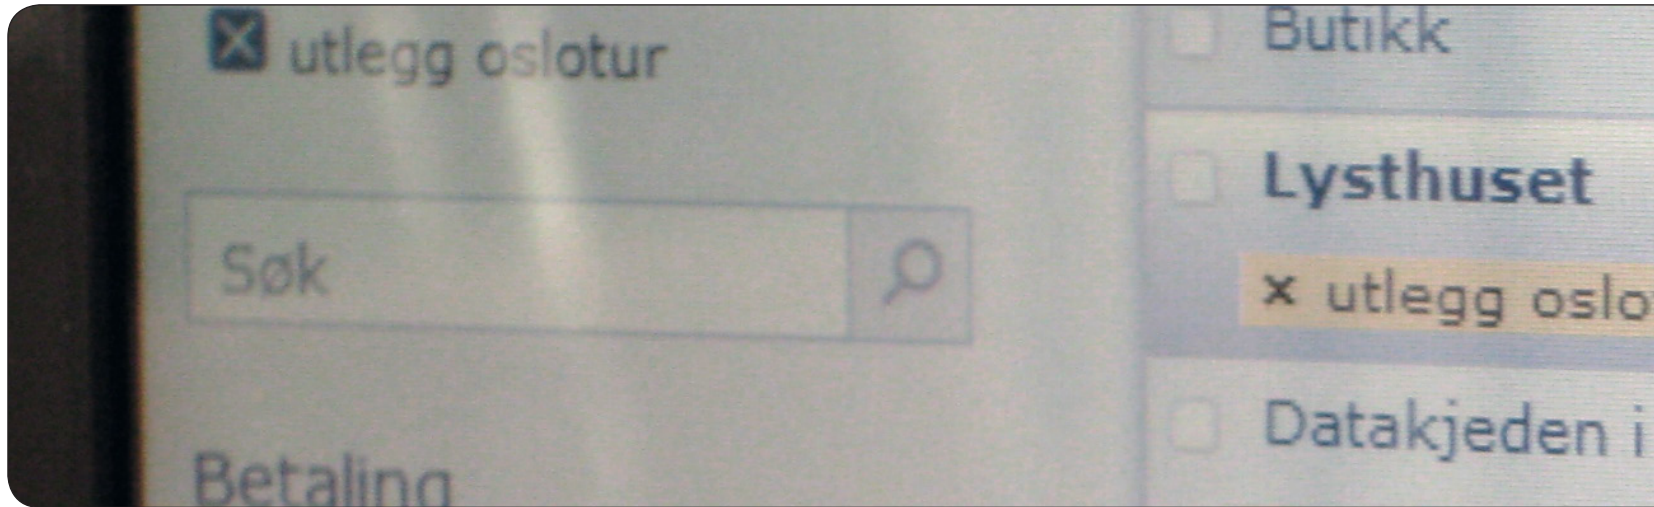 utlegg oslotur
Søk
Betaling
Butikk
Lysthuset
× utlegg oslo
Datakjeden i